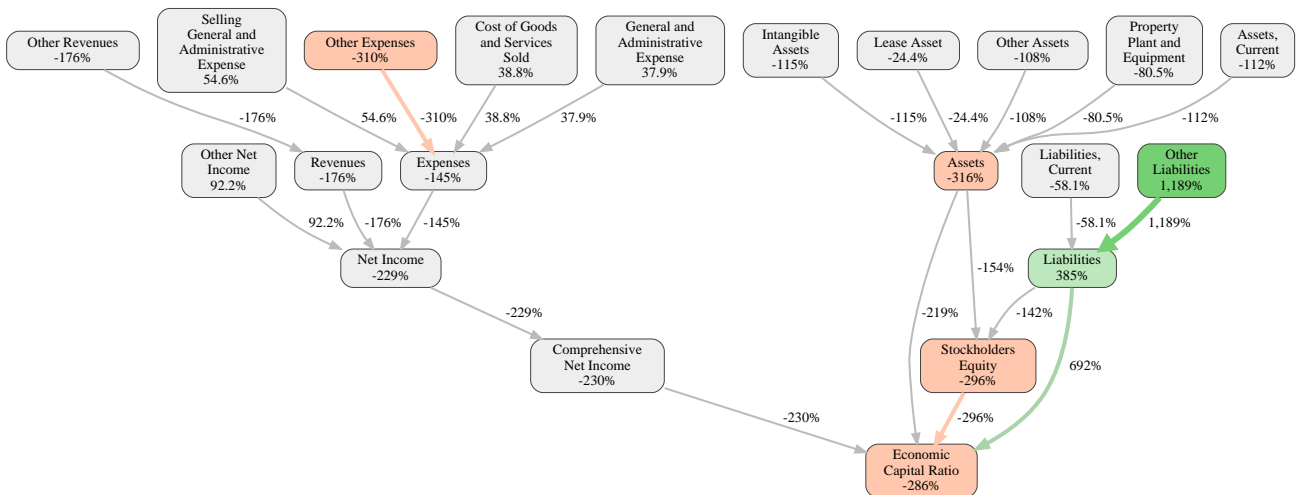 Other Revenues
-176%
Selling
General and
Administrative
Expense
54.6%
Other Expenses
-310%
Cost of Goods
and Services
Sold
38.8%
General and
Administrative
Expense
37.9%
Intangible
Assets
-115%
Lease Asset
-24.4%
Other Assets
-108%
Property
Plant and
Equipment
-80.5%
Assets,
Current
-112%
-176%
54.6%
-310%
38.8%
37.9%
-115%
-24.4%
-108%
-80.5%
-112%
Other Net
Income
92.2%
Revenues
-176%
Expenses
-145%
Assets
-316%
Liabilities,
Current
-58.1%
Other
Liabilities
1,189%
92.2%
-176%
-145%
-58.1%
1,189%
Net Income
-229%
-154%
Liabilities
385%
-229%
-219%
-142%
Comprehensive
Net Income
-230%
Stockholders
Equity
-296%
692%
-230%
-296%
Economic
Capital Ratio
-286%